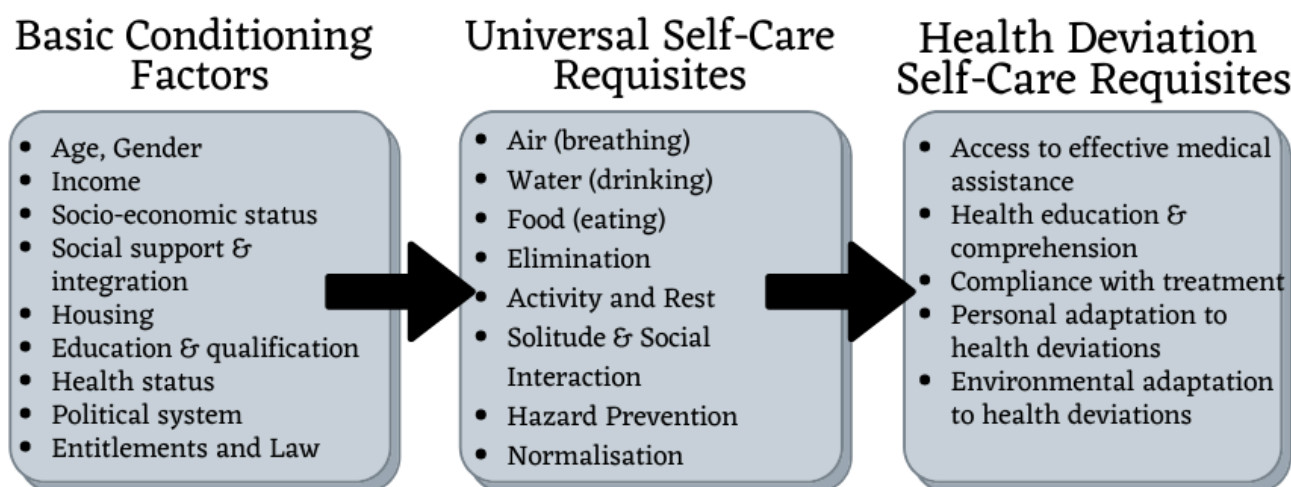 Basic Conditioning
Factors
• Age, Gender
• Income
• Socio-economic status
• Social support &
integration
• Housing
• Education & qualification
• Health status
• Political system
• Entitlements and Law
Universal Self-Care
Requisites
• Air (breathing)
• Water (drinking)
• Food (eating)
• Elimination
• Activity and Rest
• Solitude & Social
Interaction
• Hazard Prevention
• Normalisation
Health Deviation
Self-Care Requisites
• Access to effective medical
assistance
• Health education &
comprehension
• Compliance with treatment
• Personal adaptation to
health deviations
• Environmental adaptation
to health deviations